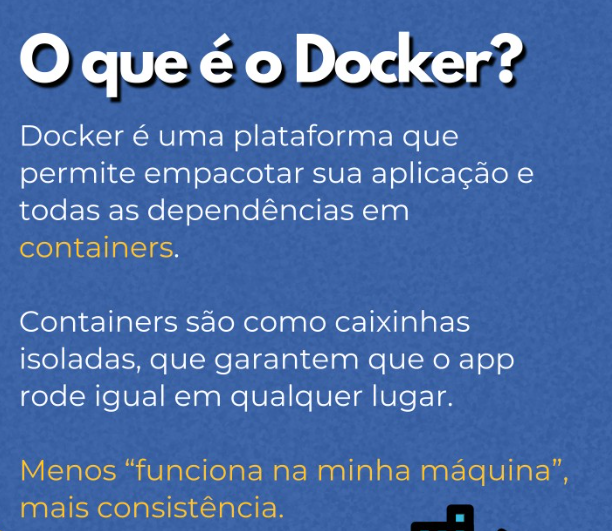 O que é o Docker?
Docker é uma plataforma que
permite empacotar sua aplicação e
todas as dependências em
containers.
Containers são como caixinhas
isoladas, que garantem que o app
rode igual em qualquer lugar.
Menos “funciona na minha máquina”,
mais consistência.